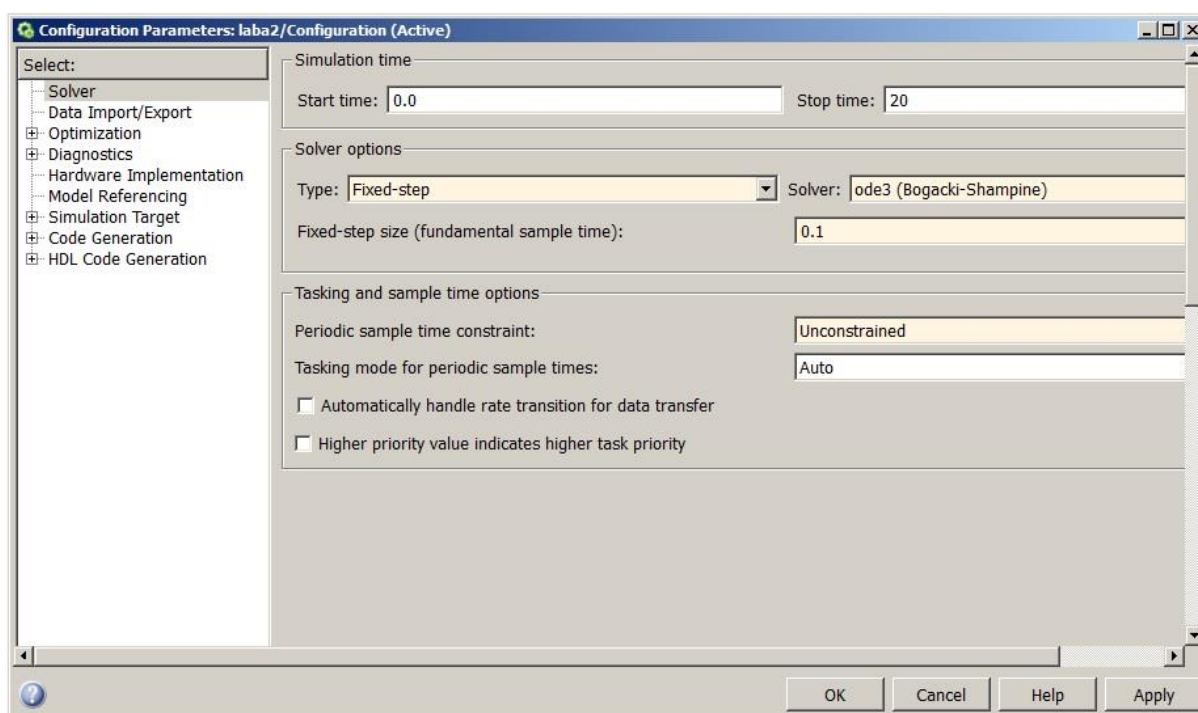 Configuration Parameters: laba2/Configuration (Active)
Select:
Solver
Data Import/Export
Optimization
Diagnostics
Hardware Implementation
Model Referencing
Simulation Target
Code Generation
HDL Code Generation
Simulation time
Start time: 0.0 Stop time: 20
Solver options
Type: Fixed-step Solver: ode3 (Bogacki-Shampine)
Fixed-step size (fundamental sample time): 0.1
Tasking and sample time options
Periodic sample time constraint: Unconstrained
Tasking mode for periodic sample times: Auto
Automatically handle rate transition for data transfer
Higher priority value indicates higher task priority
OK Cancel Help Apply